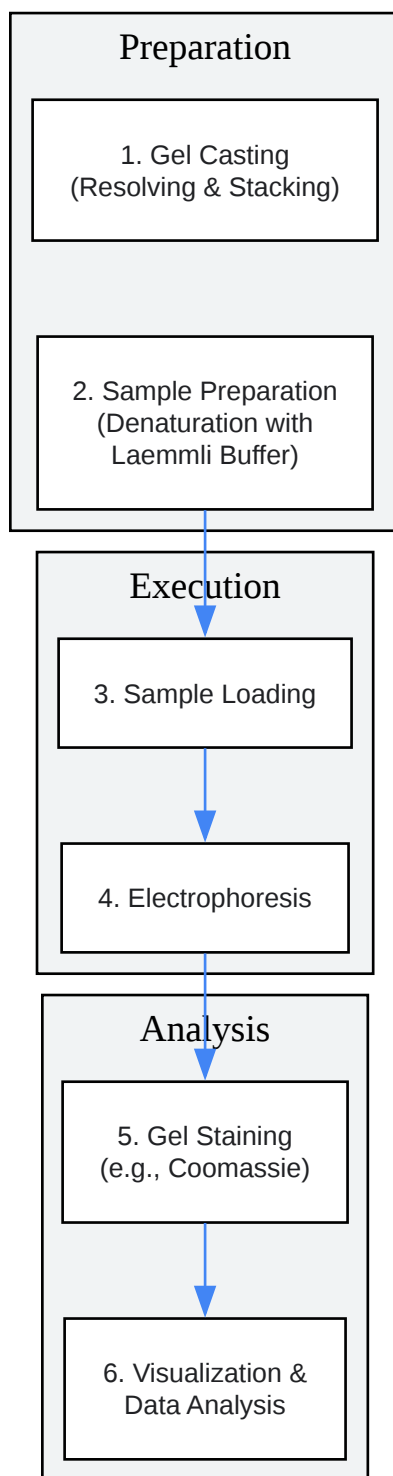 Preparation
1. Gel Casting
(Resolving & Stacking)
2. Sample Preparation
(Denaturation with
Laemmli Buffer)
Execution
3. Sample Loading
4. Electrophoresis
Analysis
5. Gel Staining
(e.g., Coomassie)
6. Visualization &
Data Analysis